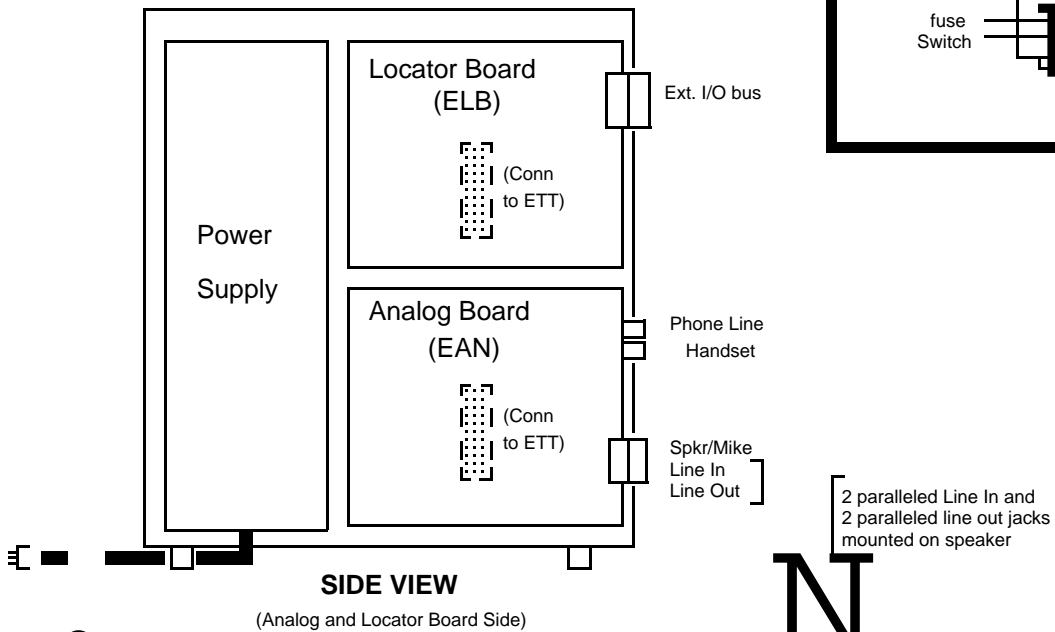 fuse
Switch
Locator Board
(ELB)
Ext. I/O bus
(Conn
to ETT)
Power
Supply
Analog Board
(EAN)
Phone Line
Handset
(Conn
to ETT)
Spkr/Mike
Line In
Line Out
2 paralleled Line In and
2 paralleled line out jacks
mounted on speaker
SIDE VIEW
(Analog and Locator Board Side)
N